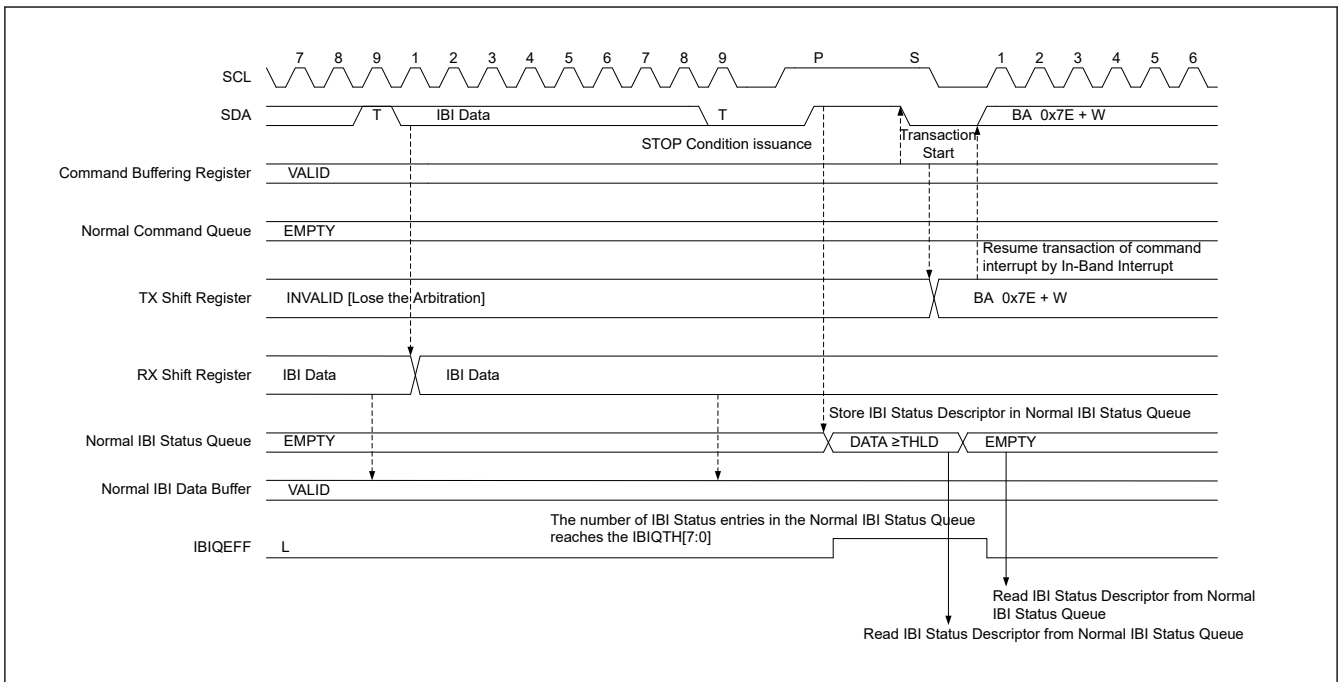 7 8 9 1 2 3 4 5 6 7 8 9 P S 1 2 3 4 5 6
SCL
SDA T IBI Data T BA 0x7E + W
STOP Condition issuance
Transaction
Start
Command Buffering Register VALID
Normal Command Queue EMPTY
Resume transaction of command
interrupt by In-Band Interrupt
TX Shift Register INVALID [Lose the Arbitration] BA 0x7E + W
RX Shift Register IBI Data IBI Data
Store IBI Status Descriptor in Normal IBI Status Queue
Normal IBI Status Queue EMPTY DATA ≥THLD EMPTY
Normal IBI Data Buffer VALID
The number of IBI Status entries in the Normal IBI Status Queue
reaches the IBIQTH[7:0]
IBIQEFF L
Read IBI Status Descriptor from Normal
IBI Status Queue
Read IBI Status Descriptor from Normal IBI Status Queue